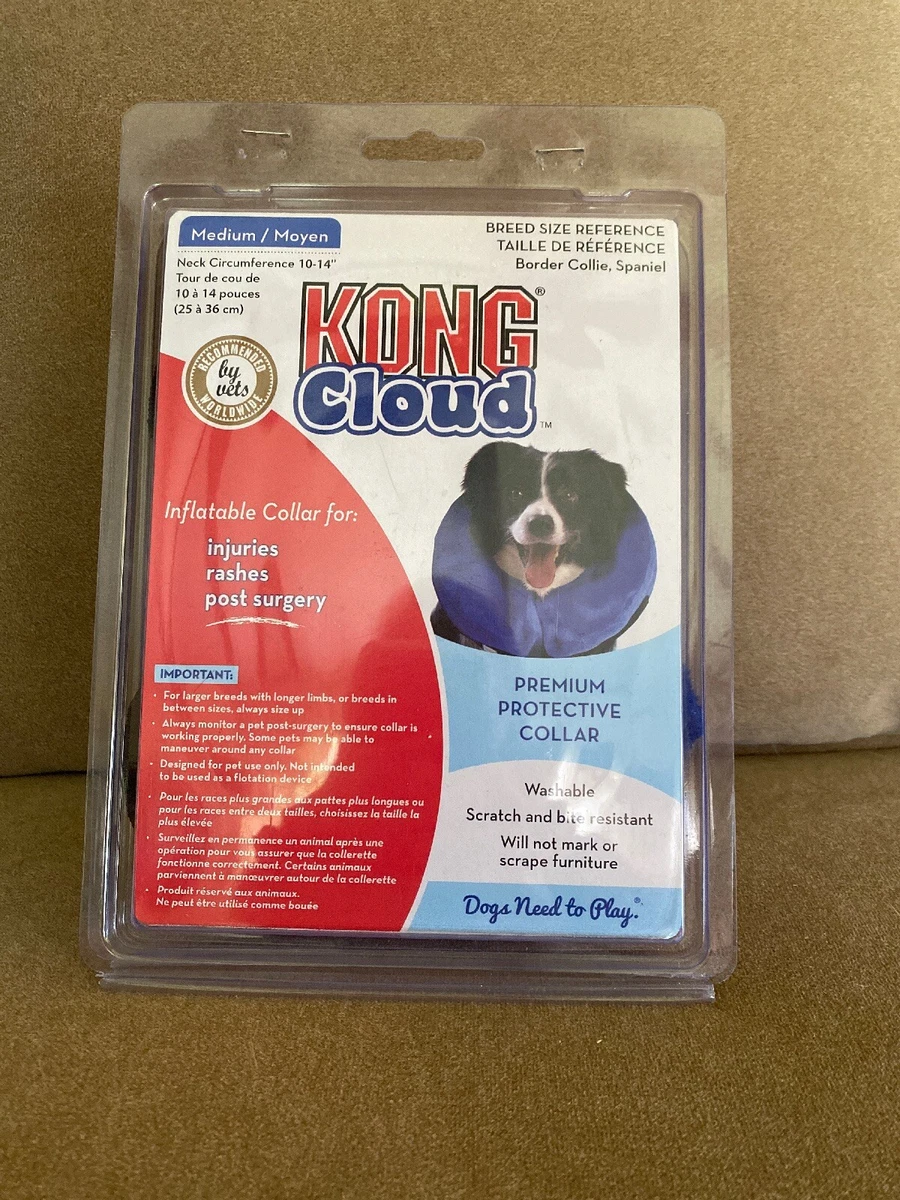 Medium / Moyen
Neck Circumference 10-14"
Tour de cou de
10 à 14 pouces
(25 à 36 cm)
BREED SIZE REFERENCE
TAILLE DE RÉFÉRENCE
Border Collie, Spaniel
KONG®
Cloud™
RECOMMENDED
by
vets
WORLDWIDE
Inflatable Collar for:
injuries
rashes
post surgery
IMPORTANT:
· For larger breeds with longer limbs, or breeds in
between sizes, always size up
· Always monitor a pet post-surgery to ensure collar is
working properly. Some pets may be able to
maneuver around any collar
· Designed for pet use only. Not intended
to be used as a flotation device
· Pour les races plus grandes aux pattes plus longues ou
pour les races entre deux tailles, choisissez la taille la
plus élevée
· Surveillez en permanence un animal après une
opération pour vous assurer que la collerette
fonctionne correctement. Certains animaux
parviennent à manœuvrer autour de la collerette
· Produit réservé aux animaux.
Ne peut être utilisé comme bouée
PREMIUM
PROTECTIVE
COLLAR
Washable
Scratch and bite resistant
Will not mark or
scrape furniture
Dogs Need to Play.®